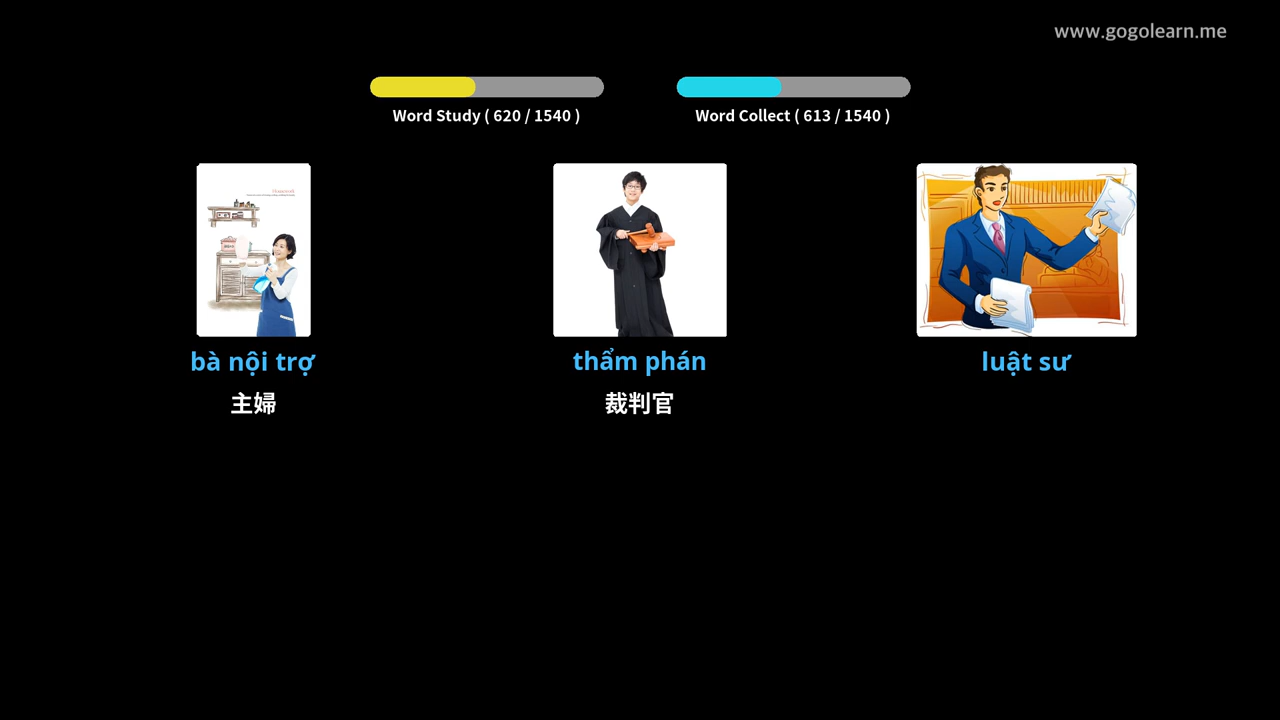 www.gogolearn.me
Word Study ( 620 / 1540 )
Word Collect ( 613 / 1540 )
bà nội trợ
thẩm phán
luật sư
主婦
裁判官